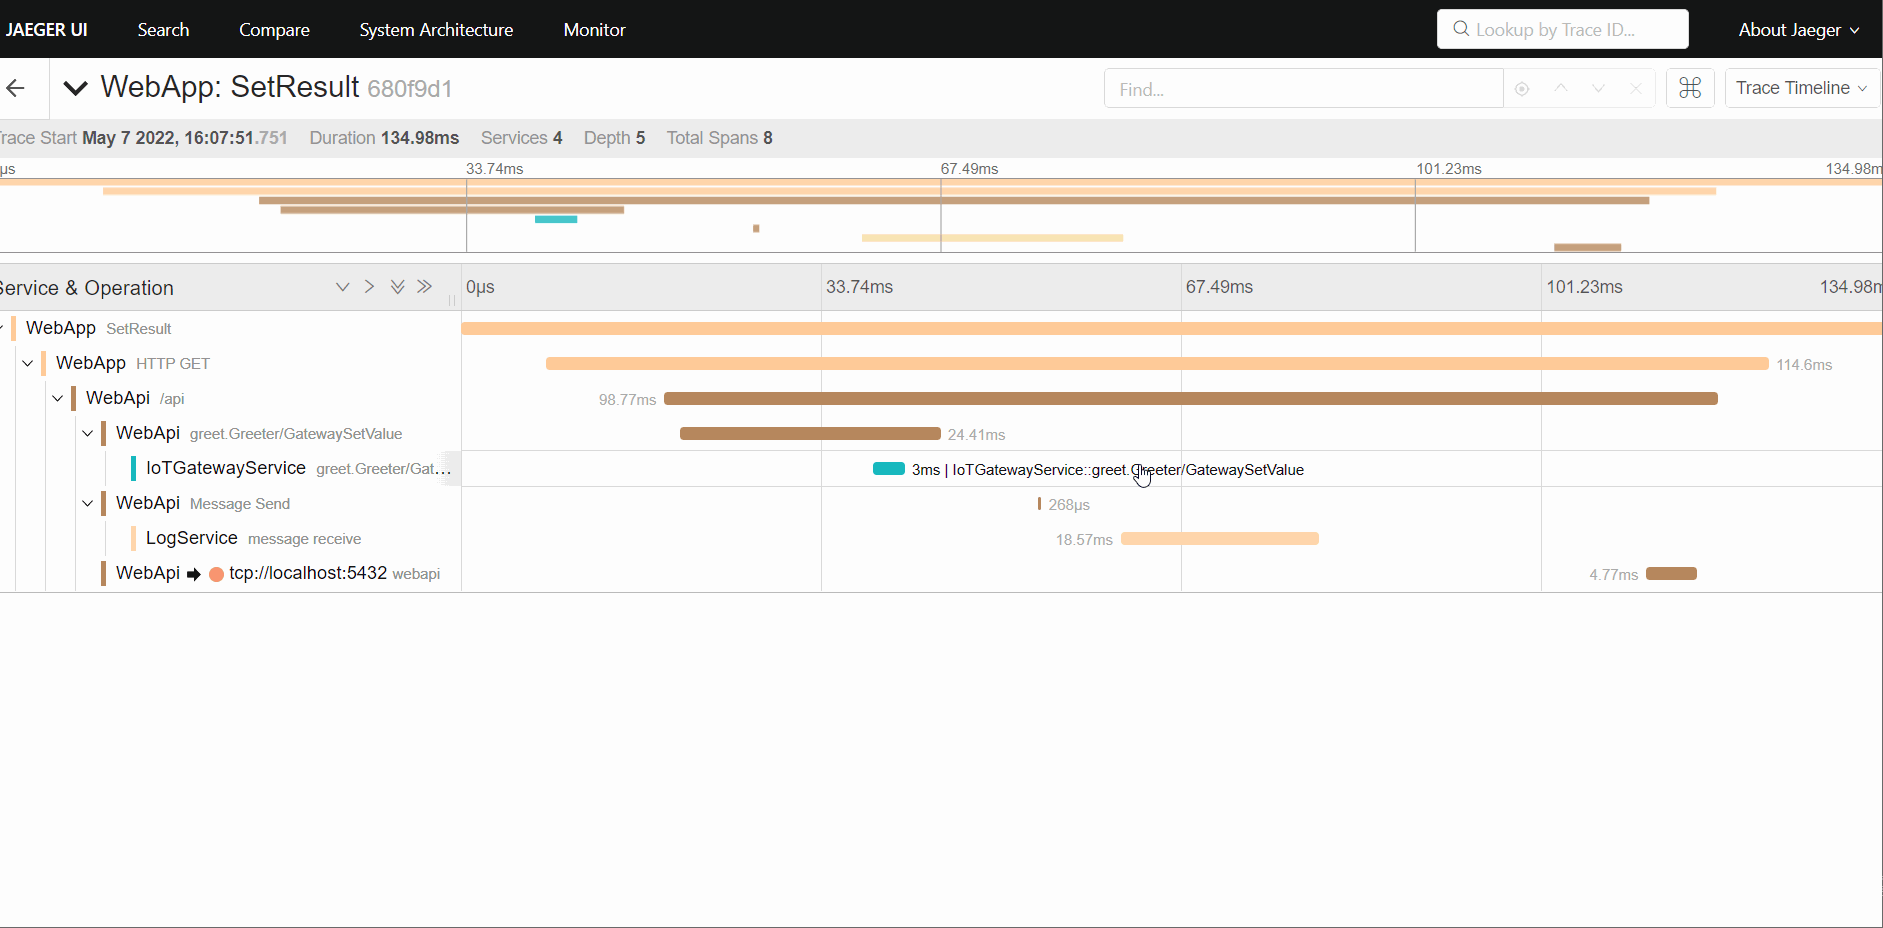 JAEGER UI Search Compare System Architecture Monitor Lookup by Trace ID... About Jaeger
WebApp: SetResult 680f9d1 Find... Trace Timeline
race Start May 7 2022, 16:07:51.751 Duration 134.98ms Services 4 Depth 5 Total Spans 8
μs 33.74ms 67.49ms 101.23ms 134.98m
Service & Operation 0μs 33.74ms 67.49ms 101.23ms 134.98m
WebApp SetResult
WebApp HTTP GET 114.6ms
WebApi /api 98.77ms
WebApi greet.Greeter/GatewaySetValue 24.41ms
IoTGatewayService greet.Greeter/Gat... 3ms | IoTGatewayService::greet.Greeter/GatewaySetValue
WebApi Message Send 268μs
LogService message receive 18.57ms
WebApi tcp://localhost:5432 webapi 4.77ms